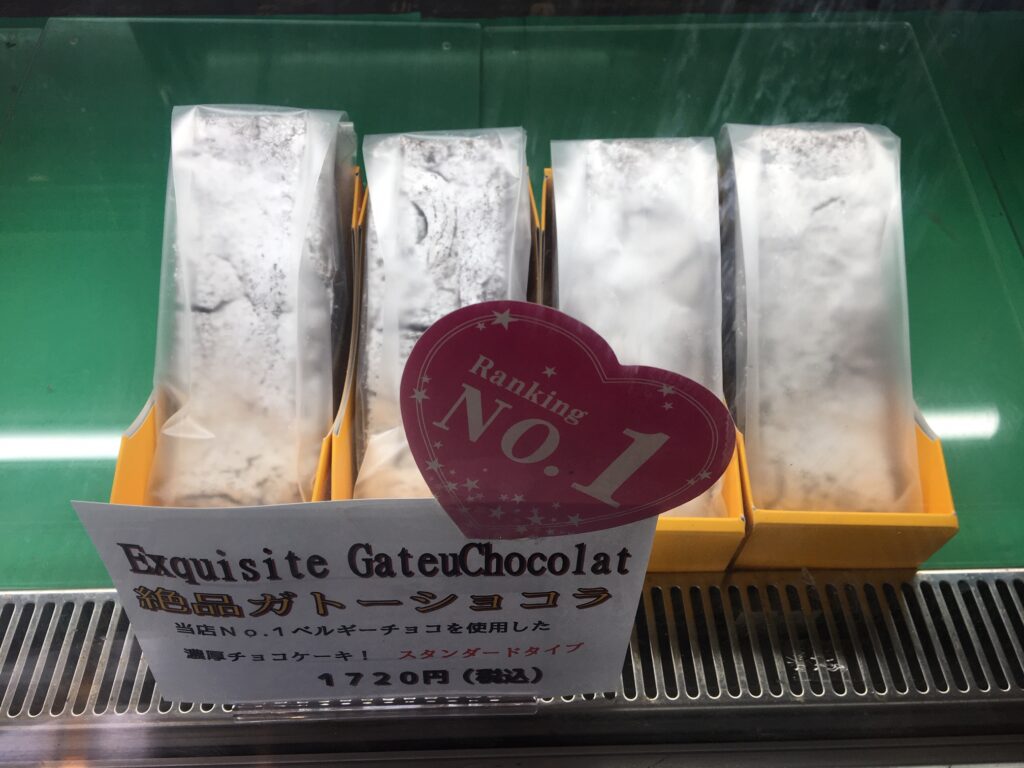 Ranking
No.1
Exquisite GateuChocolat
絶品ガトーショコラ
当店No.1ベルギーチョコを使用した
濃厚チョコケーキ! スタンダードタイプ
1720円(税込)